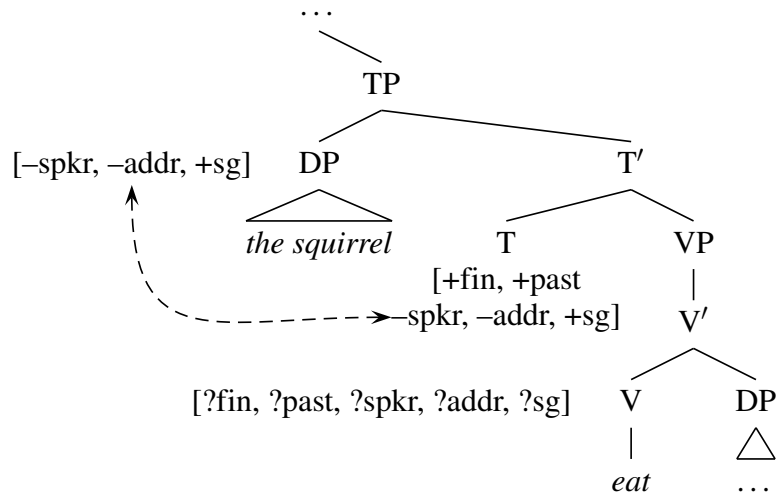 ...
TP
[–spkr, –addr, +sg] DP T′
the squirrel T VP
[+fin, +past
–spkr, –addr, +sg] V′
[?fin, ?past, ?spkr, ?addr, ?sg] V DP
eat ...